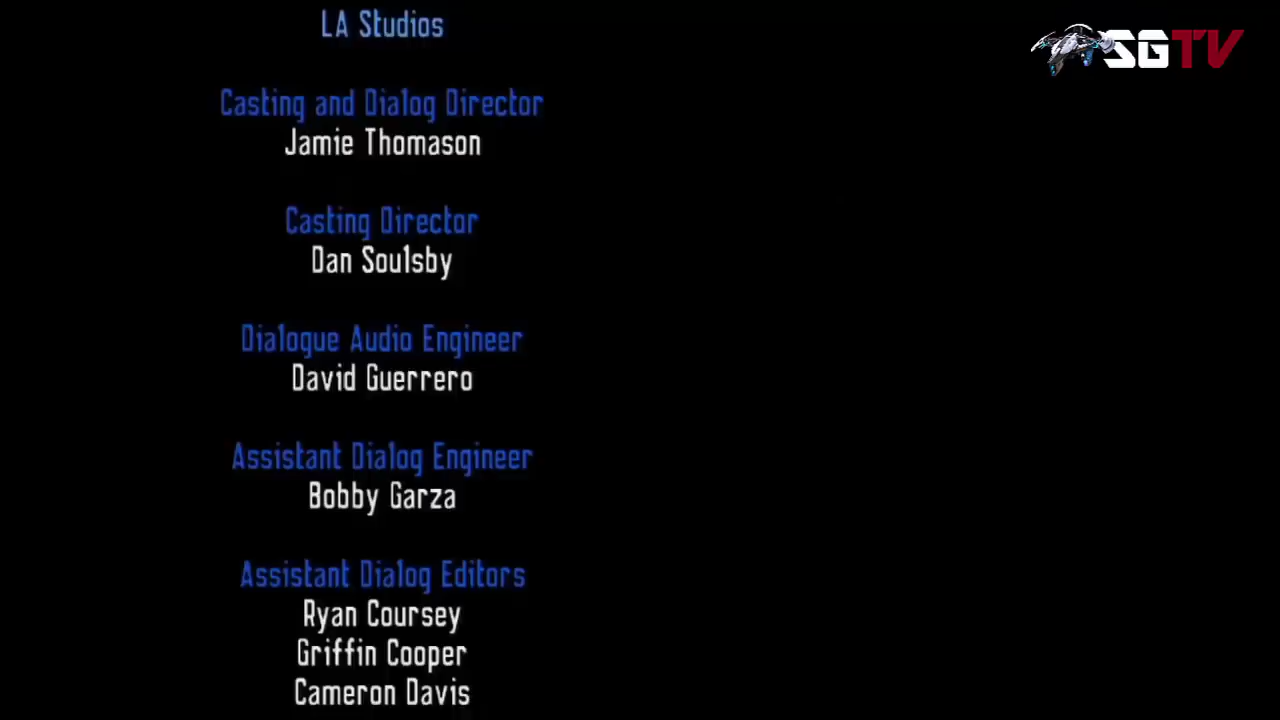 LA Studios
SGTV
Casting and Dialog Director
Jamie Thomason
Casting Director
Dan Soulsby
Dialogue Audio Engineer
David Guerrero
Assistant Dialog Engineer
Bobby Garza
Assistant Dialog Editors
Ryan Coursey
Griffin Cooper
Cameron Davis